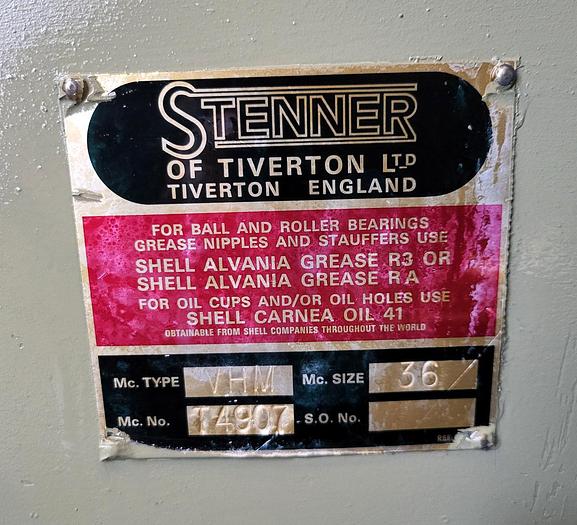 STENNER
OF TIVERTON LTD
TIVERTON ENGLAND
FOR BALL AND ROLLER BEARINGS
GREASE NIPPLES AND STAUFFERS USE
SHELL ALVANIA GREASE R3 OR
SHELL ALVANIA GREASE RA
FOR OIL CUPS AND/OR OIL HOLES USE
SHELL CARNEA OIL 41
OBTAINABLE FROM SHELL COMPANIES THROUGHOUT THE WORLD
Mc. TYPE VHM Mc. SIZE 36
Mc. No. T4907 S.O. No.